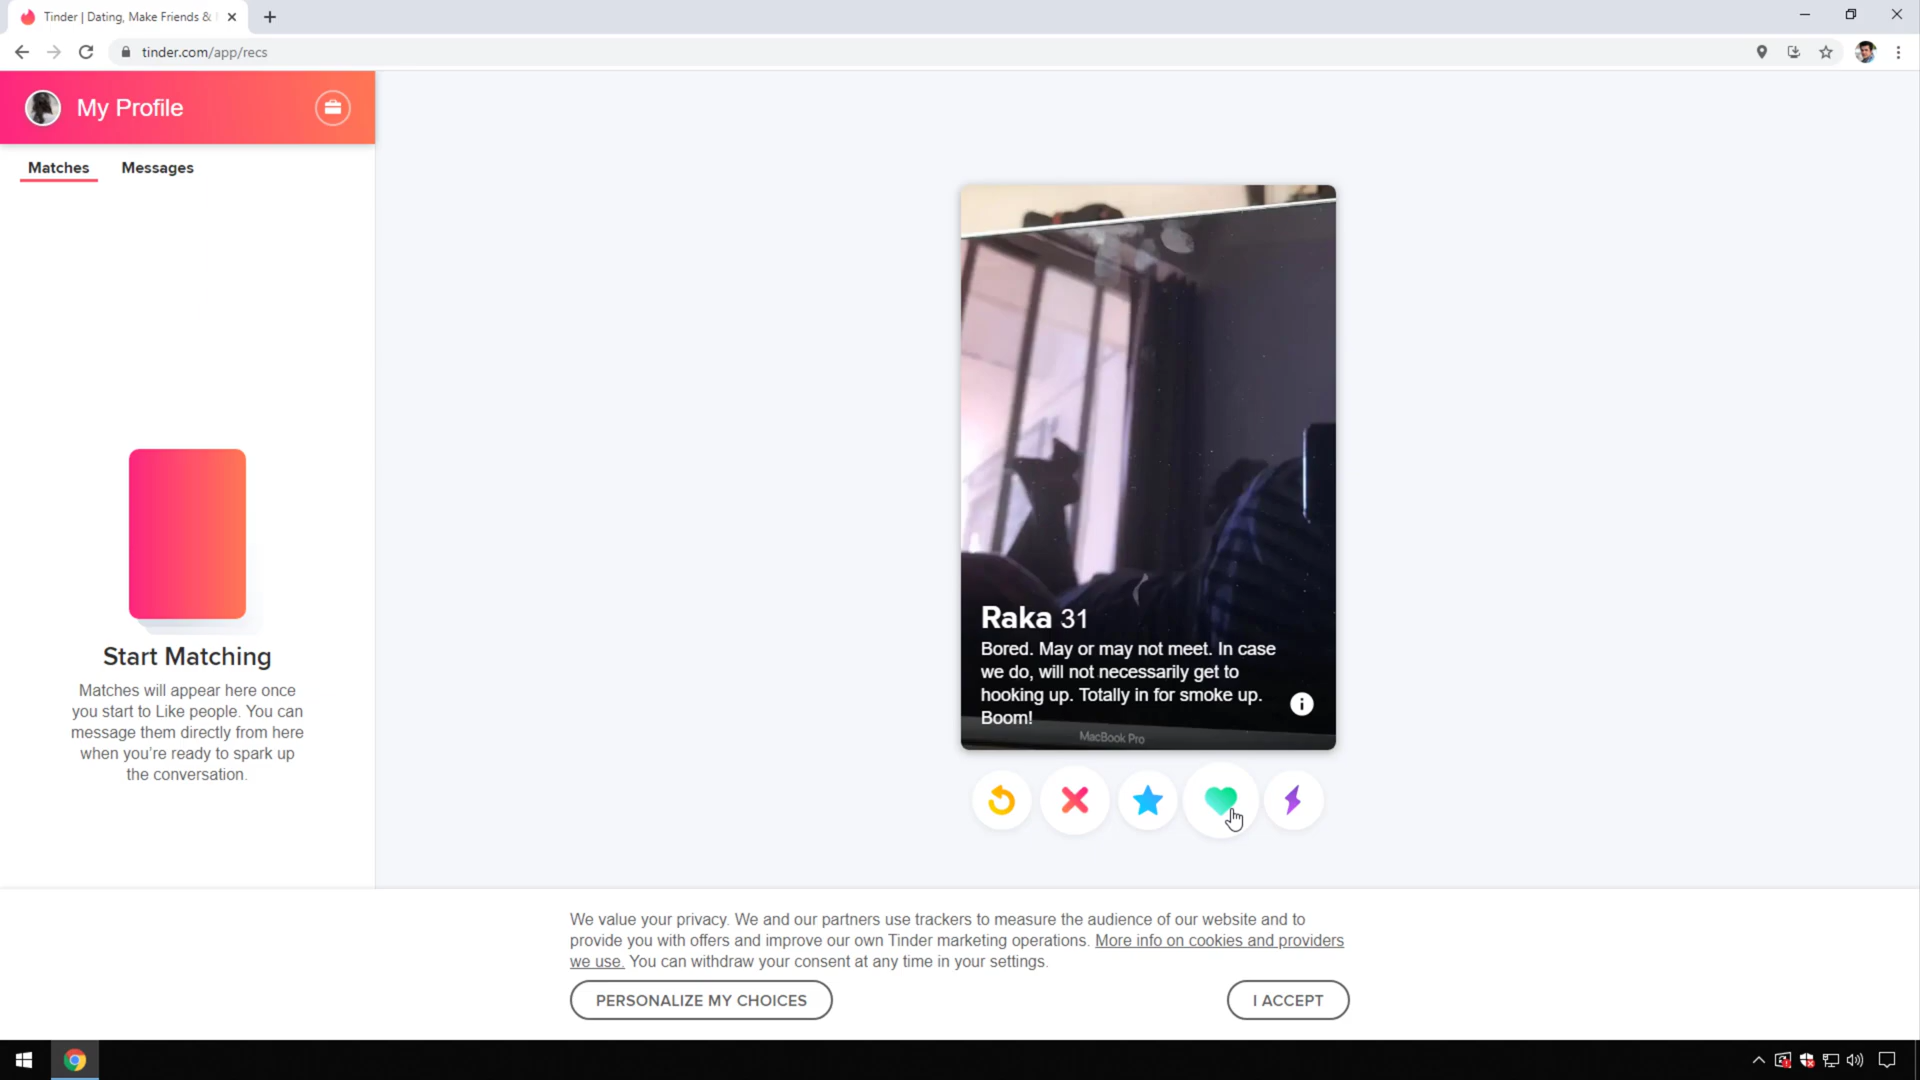 Tinder | Dating, Make Friends &
tinder.com/app/recs
My Profile
Matches
Messages
Start Matching
Matches will appear here once
you start to Like people. You can
message them directly from here
when you're ready to spark up
the conversation.
Raka 31
Bored. May or may not meet. In case
we do, will not necessarily get to
hooking up. Totally in for smoke up.
Boom!
MacBook Pro
We value your privacy. We and our partners use trackers to measure the audience of our website and to
provide you with offers and improve our own Tinder marketing operations. More info on cookies and providers
we use. You can withdraw your consent at any time in your settings.
PERSONALIZE MY CHOICES
I ACCEPT